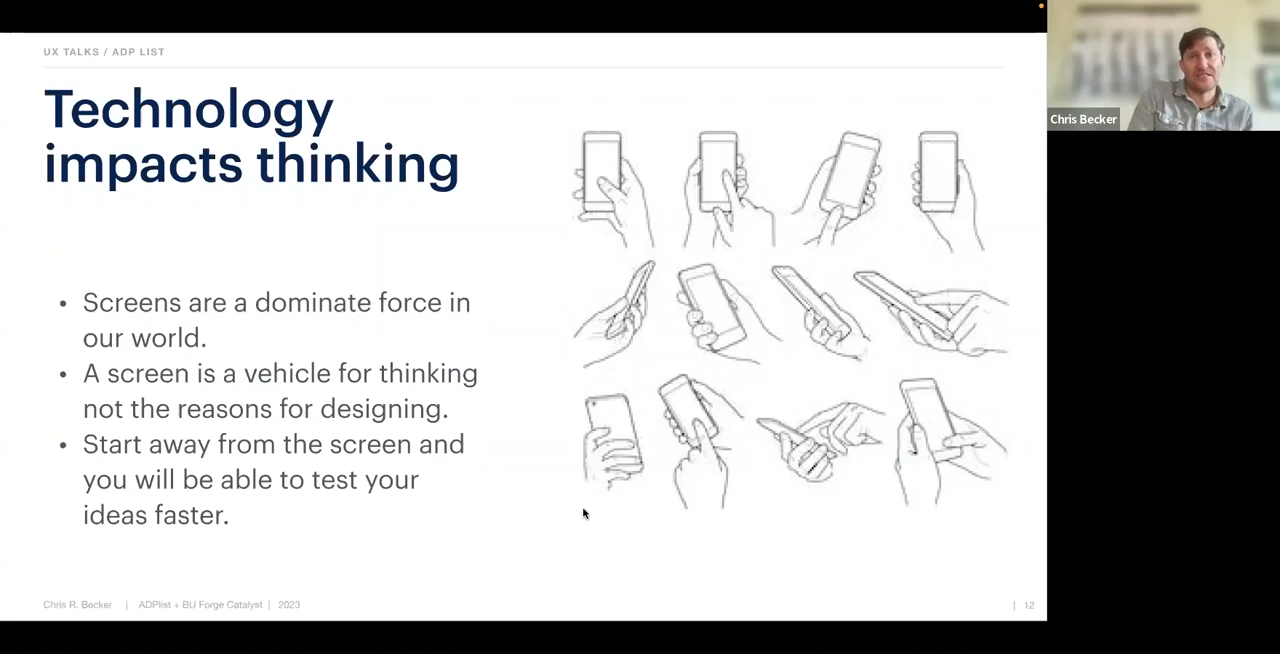 UX TALKS / ADP LIST
Technology
impacts thinking
• Screens are a dominate force in
our world.
• A screen is a vehicle for thinking
not the reasons for designing.
• Start away from the screen and
you will be able to test your
ideas faster.
Chris R. Becker | ADPlist + BU Forge Catalyst | 2023
| 12
Chris Becker